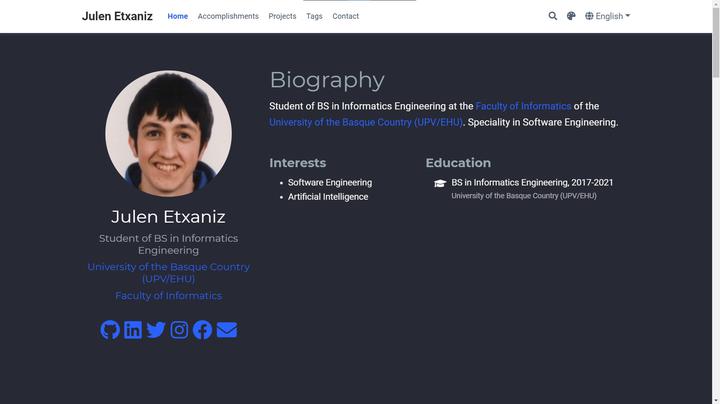 Julen Etxaniz
Home
Accomplishments
Projects
Tags
Contact
English
Biography
Student of BS in Informatics Engineering at the Faculty of Informatics of the
University of the Basque Country (UPV/EHU). Speciality in Software Engineering.
Interests
Software Engineering
Artificial Intelligence
Education
BS in Informatics Engineering, 2017-2021
University of the Basque Country (UPV/EHU)
Julen Etxaniz
Student of BS in Informatics
Engineering
University of the Basque Country
(UPV/EHU)
Faculty of Informatics